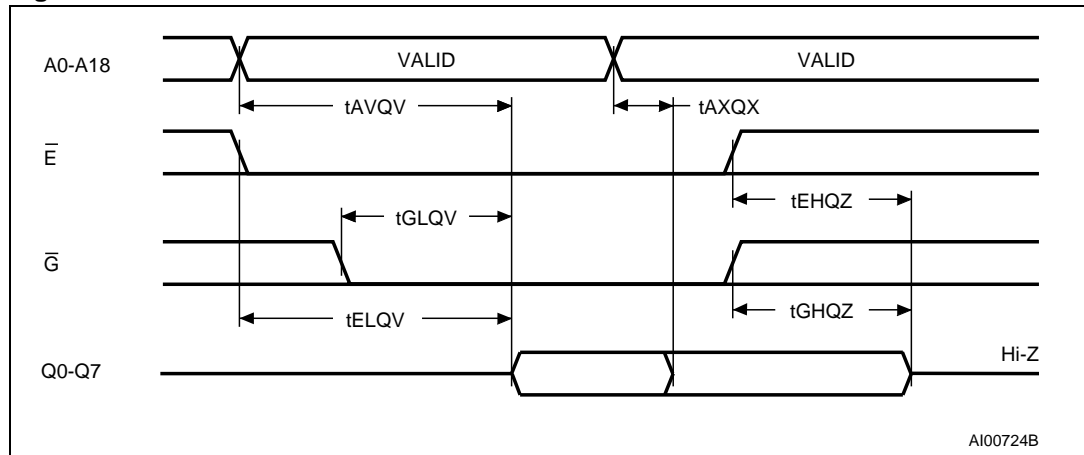 A0-A18
VALID
VALID
tAVQV
tAXQX
E̅
tEHQZ
tGLQV
G̅
tGHQZ
tELQV
Hi-Z
Q0-Q7
AI00724B